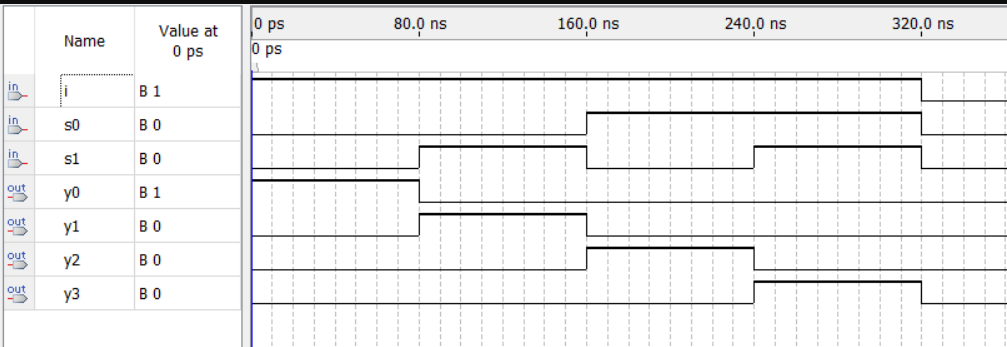 Name Value at 0 ps 0 ps 80.0 ns 160.0 ns 240.0 ns 320.0 ns
0 ps
in i B 1
in s0 B 0
in s1 B 0
out y0 B 1
out y1 B 0
out y2 B 0
out y3 B 0